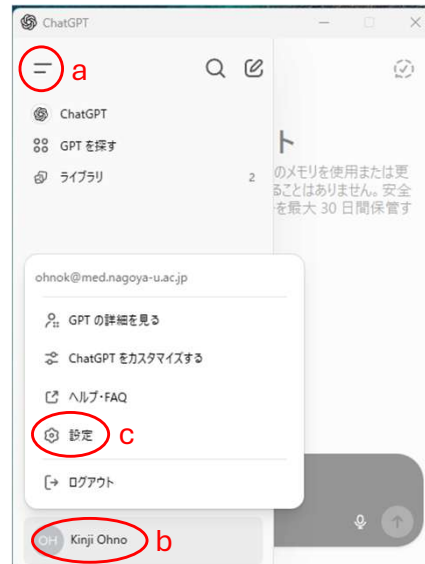 ChatGPT
a
ChatGPT
GPT を探す
ライブラリ 2
ト
のメモリを使用または更
ることはありません。安全
を最大 30 日間保管す
ohnok@med.nagoya-u.ac.jp
GPT の詳細を見る
ChatGPT をカスタマイズする
ヘルプ・FAQ
設定 c
ログアウト
OH Kinji Ohno b